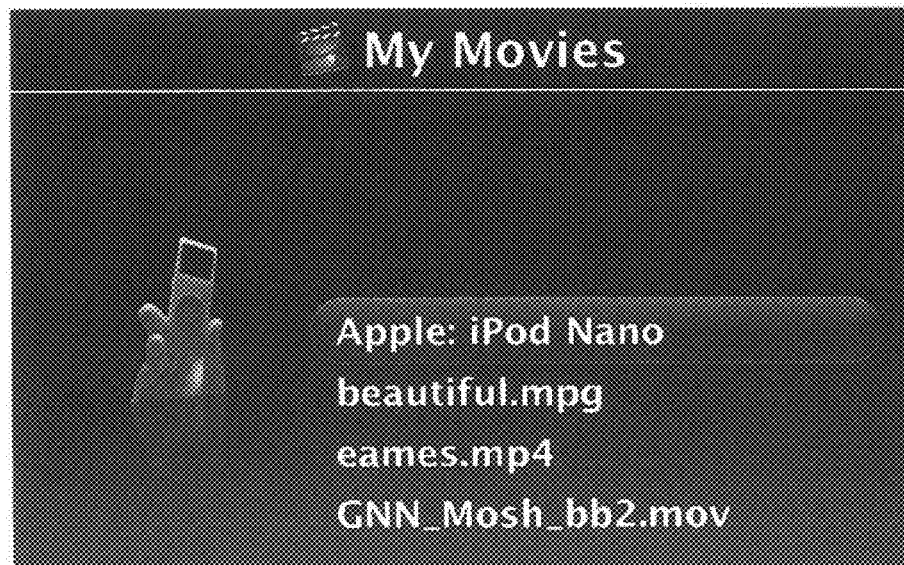 My Movies
Apple: iPod Nano
beautiful.mpg
eames.mp4
GNN_Mosh_bb2.mov